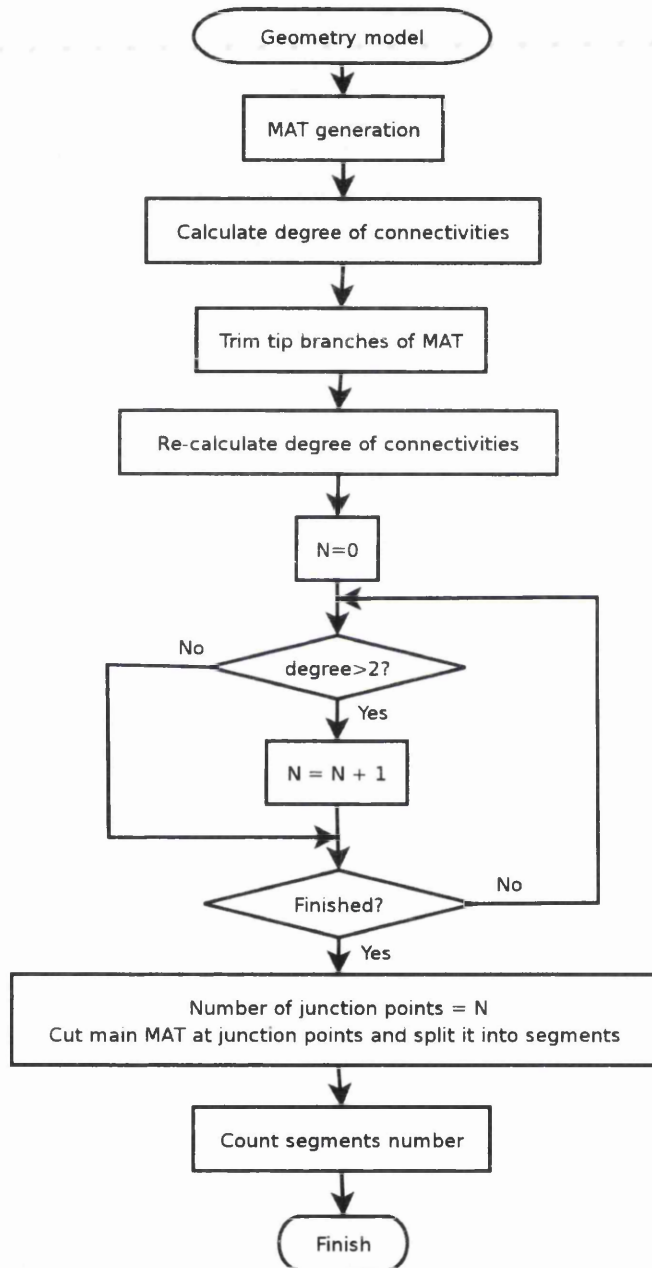 Geometry model
MAT generation
Calculate degree of connectivities
Trim tip branches of MAT
Re-calculate degree of connectivities
N=0
No
degree>2?
Yes
N = N + 1
No
Finished?
Yes
Number of junction points = N
Cut main MAT at junction points and split it into segments
Count segments number
Finish